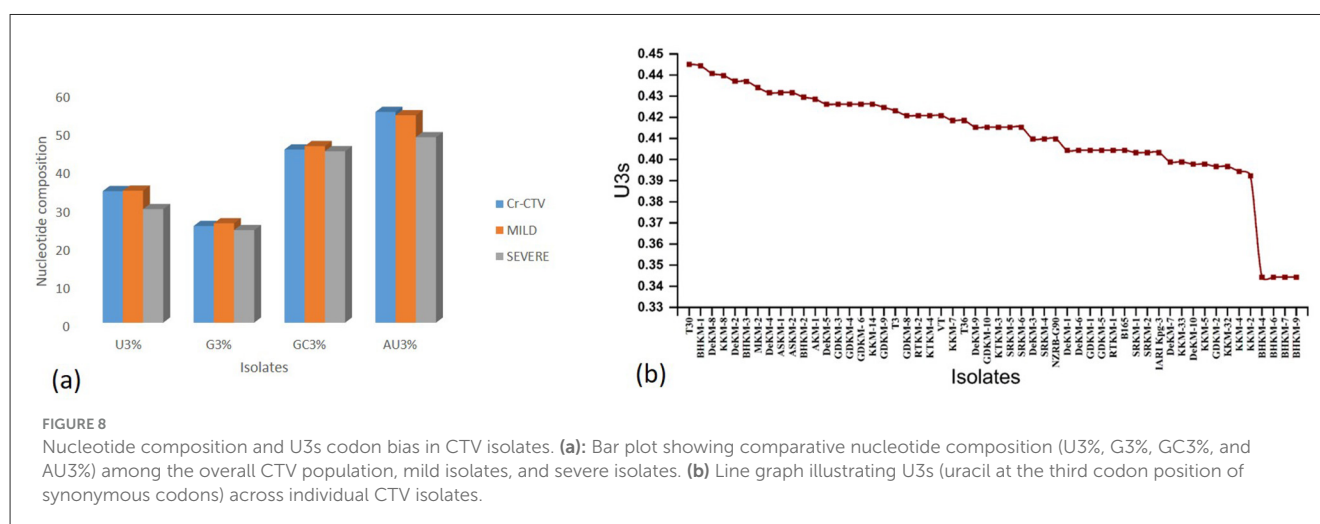 60
50
40
30
20
10
0
Nucleotide composition
U3%
G3%
GC3%
AU3%
Isolates
Cr-CTV
MILD
SEVERE
(a)
0.45
0.44
0.43
0.42
0.41
0.40
0.39
0.38
0.37
0.36
0.35
0.34
0.33
U3s
T30
BHKM-1
DeKM-8
KKM-8
DeKM-2
BHKM-3
MKM-2
DeKM-4
ASKM-1
ASKM-2
BHKM-2
AKM-1
DeKM-5
GDKM-3
GDKM-4
GDKM- 6
KKM-14
GDKM-9
T3
GDKM-8
RTKM-2
KTKM-4
VT
KKM-7
T36
DeKM-9
GDKM-10
KTKM-3
SRKM-5
SRKM-6
DeKM-3
SRKM-4
NZRB-G90
DeKM-1
DeKM-6
GDKM-1
GDKM-5
RTKM-1
B165
SRKM-1
SRKM-2
IARI Kpg-3
DeKM-7
KKM-33
DeKM-10
KKM-5
GDKM-2
KKM-32
KKM-4
KKM-2
BHKM-4
BHKM-6
BHKM-7
BHKM-9
Isolates
(b)
FIGURE 8
Nucleotide composition and U3s codon bias in CTV isolates. (a): Bar plot showing comparative nucleotide composition (U3%, G3%, GC3%, and
AU3%) among the overall CTV population, mild isolates, and severe isolates. (b) Line graph illustrating U3s (uracil at the third codon position of
synonymous codons) across individual CTV isolates.